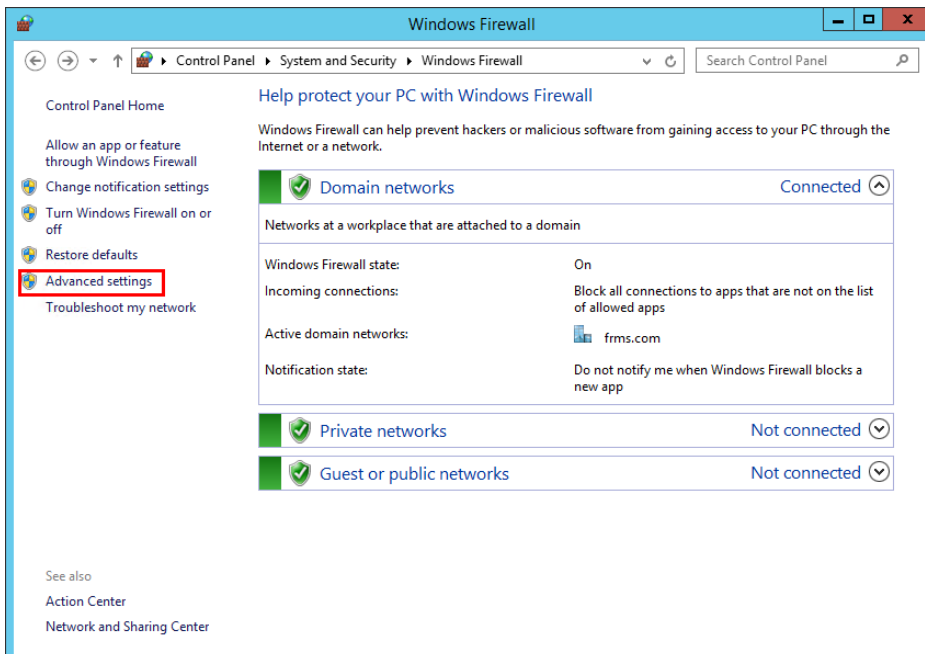 Windows Firewall
Control Panel ▸ System and Security ▸ Windows Firewall
Search Control Panel
Control Panel Home
Allow an app or feature
through Windows Firewall
Change notification settings
Turn Windows Firewall on or
off
Restore defaults
Advanced settings
Troubleshoot my network
See also
Action Center
Network and Sharing Center
Help protect your PC with Windows Firewall
Windows Firewall can help prevent hackers or malicious software from gaining access to your PC through the
Internet or a network.
Domain networks Connected
Networks at a workplace that are attached to a domain
Windows Firewall state: On
Incoming connections: Block all connections to apps that are not on the list
of allowed apps
Active domain networks: frms.com
Notification state: Do not notify me when Windows Firewall blocks a
new app
Private networks Not connected
Guest or public networks Not connected